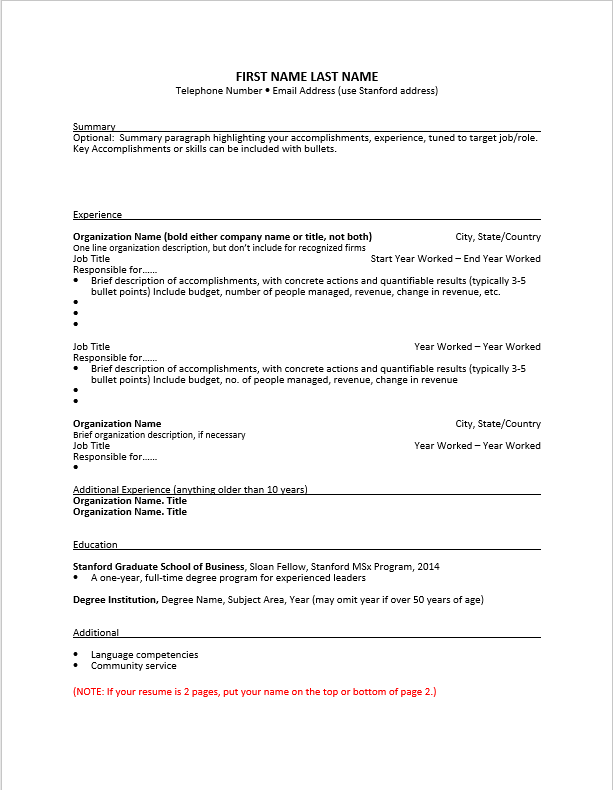 FIRST NAME LAST NAME
Telephone Number • Email Address (use Stanford address)
Summary
Optional:  Summary paragraph highlighting your accomplishments, experience, tuned to target job/role.
Key Accomplishments or skills can be included with bullets.
Experience
Organization Name (bold either company name or title, not both) City, State/Country
One line organization description, but don’t include for recognized firms
Job Title Start Year Worked – End Year Worked
Responsible for......
• Brief description of accomplishments, with concrete actions and quantifiable results (typically 3-5
bullet points) Include budget, number of people managed, revenue, change in revenue, etc.
•
•
•
Job Title Year Worked – Year Worked
Responsible for......
• Brief description of accomplishments, with concrete actions and quantifiable results (typically 3-5
bullet points) Include budget, no. of people managed, revenue, change in revenue
•
•
Organization Name City, State/Country
Brief organization description, if necessary
Job Title Year Worked – Year Worked
Responsible for......
•
Additional Experience (anything older than 10 years)
Organization Name. Title
Organization Name. Title
Education
Stanford Graduate School of Business, Sloan Fellow, Stanford MSx Program, 2014
• A one-year, full-time degree program for experienced leaders
Degree Institution, Degree Name, Subject Area, Year (may omit year if over 50 years of age)
Additional
• Language competencies
• Community service
(NOTE: If your resume is 2 pages, put your name on the top or bottom of page 2.)